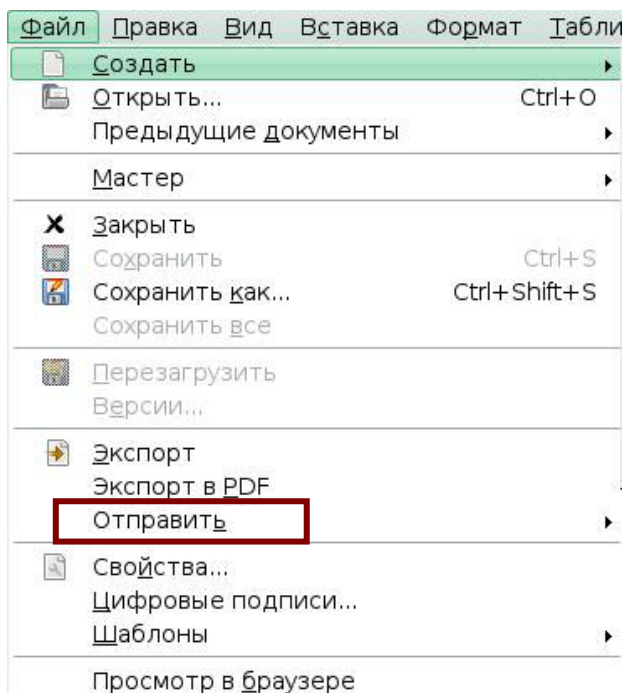 Файл Правка Вид Вставка Формат Табли
Создать
Открыть... Ctrl+O
Предыдущие документы
Мастер
Закрыть
Сохранить Ctrl+S
Сохранить как... Ctrl+Shift+S
Сохранить все
Перезагрузить
Версии...
Экспорт
Экспорт в PDF
Отправить
Свойства...
Цифровые подписи...
Шаблоны
Просмотр в браузере